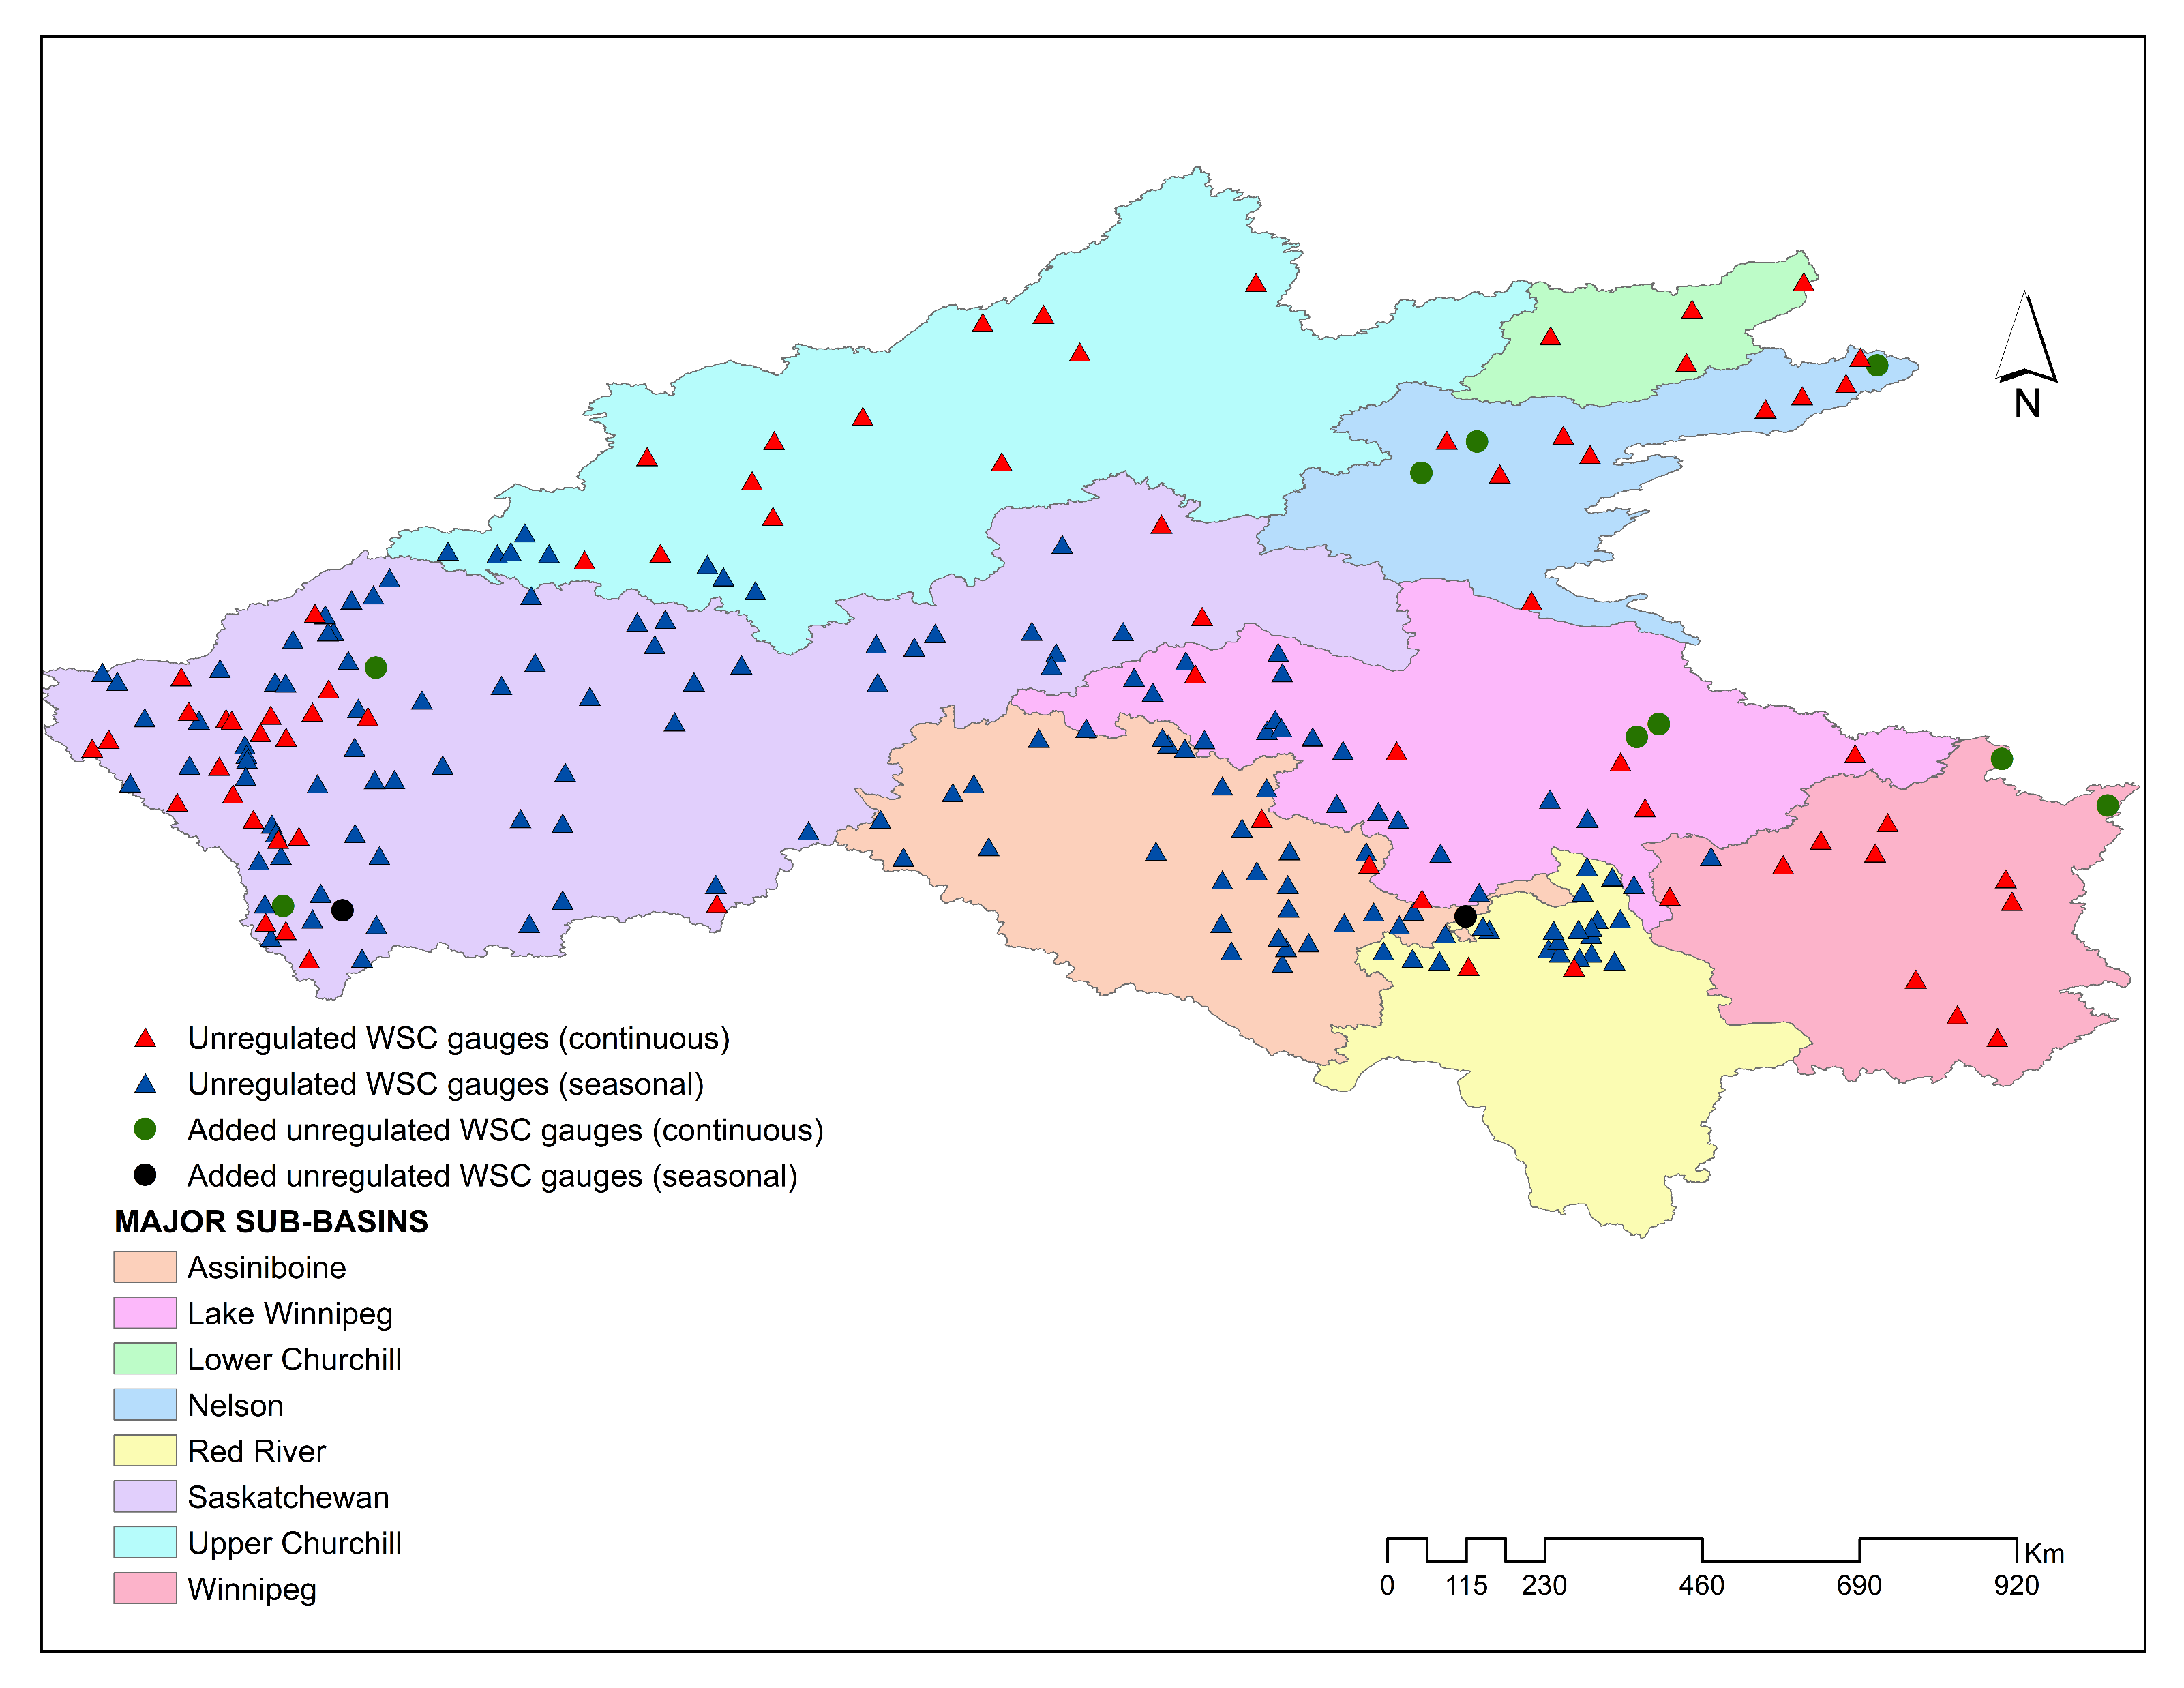 N
Unregulated WSC gauges (continuous)
Unregulated WSC gauges (seasonal)
Added unregulated WSC gauges (continuous)
Added unregulated WSC gauges (seasonal)
MAJOR SUB-BASINS
Assiniboine
Lake Winnipeg
Lower Churchill
Nelson
Red River
Saskatchewan
Upper Churchill
Winnipeg
Km
0 115 230 460 690 920